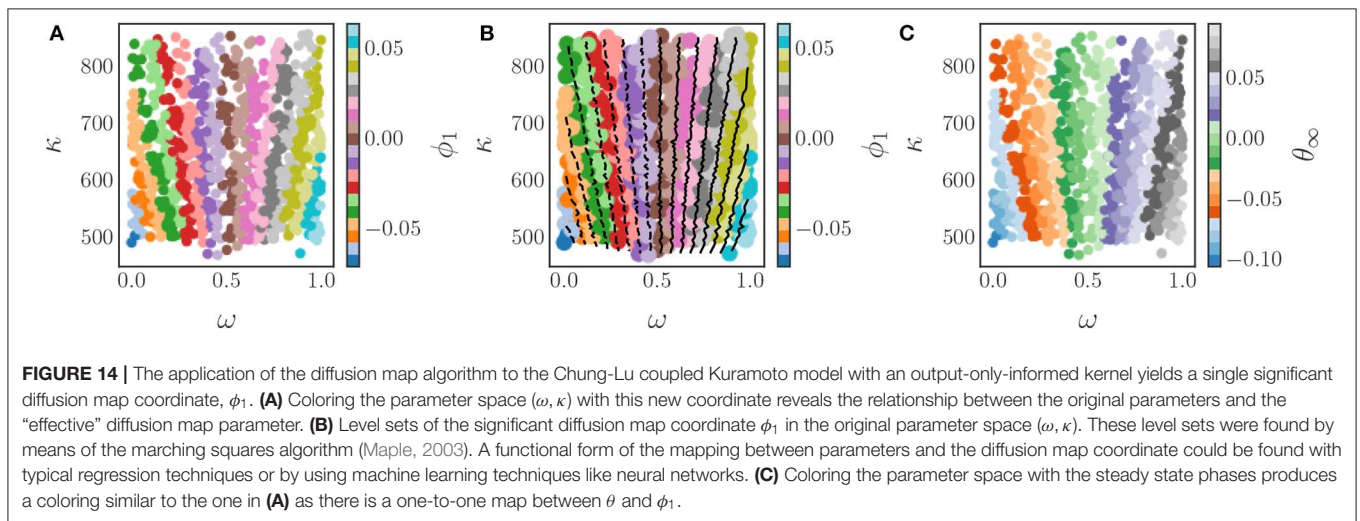 A
B
C
800
700
600
500
κ
0.0
0.5
1.0
ω
0.05
0.00
−0.05
ϕ1
κ
0.0
0.5
1.0
ω
0.05
0.00
−0.05
ϕ1
800
700
600
500
κ
0.0
0.5
1.0
ω
0.05
0.00
−0.05
−0.10
θ∞
FIGURE 14 | The application of the diffusion map algorithm to the Chung-Lu coupled Kuramoto model with an output-only-informed kernel yields a single significant
diffusion map coordinate, ϕ1. (A) Coloring the parameter space (ω, κ) with this new coordinate reveals the relationship between the original parameters and the
“effective” diffusion map parameter. (B) Level sets of the significant diffusion map coordinate ϕ1 in the original parameter space (ω, κ). These level sets were found by
means of the marching squares algorithm (Maple, 2003). A functional form of the mapping between parameters and the diffusion map coordinate could be found with
typical regression techniques or by using machine learning techniques like neural networks. (C) Coloring the parameter space with the steady state phases produces
a coloring similar to the one in (A) as there is a one-to-one map between θ and ϕ1.